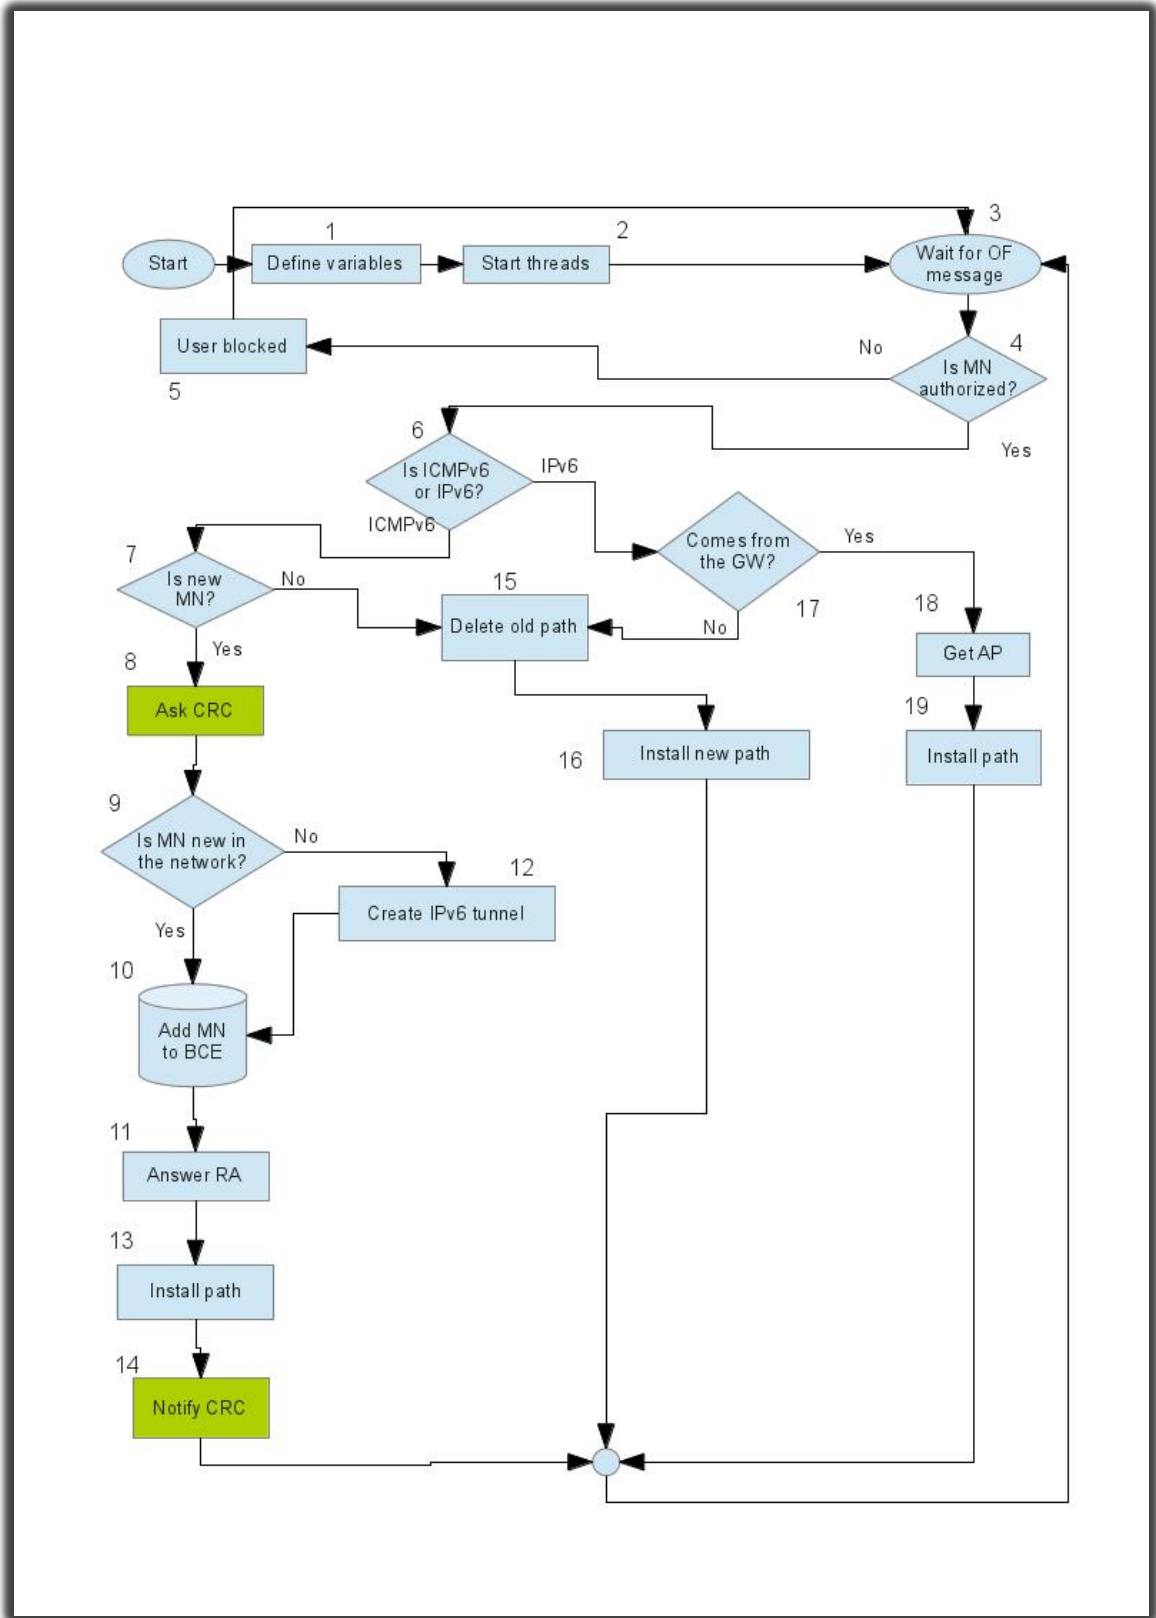 3
1
2
Start
Define variables
Start threads
Wait for OF
message
User blocked
No
4
Is MN
authorized?
5
Yes
6
Is ICMPv6
or IPv6?
IPv6
ICMPv6
Comes from
the GW?
Yes
7
Is new
MN?
No
15
Delete old path
No
17
18
Get AP
Yes
8
Ask CRC
19
Install new path
16
Install path
9
Is MN new in
the network?
No
12
Create IPv6 tunnel
Yes
10
Add MN
to BCE
11
Answer RA
13
Install path
14
Notify CRC